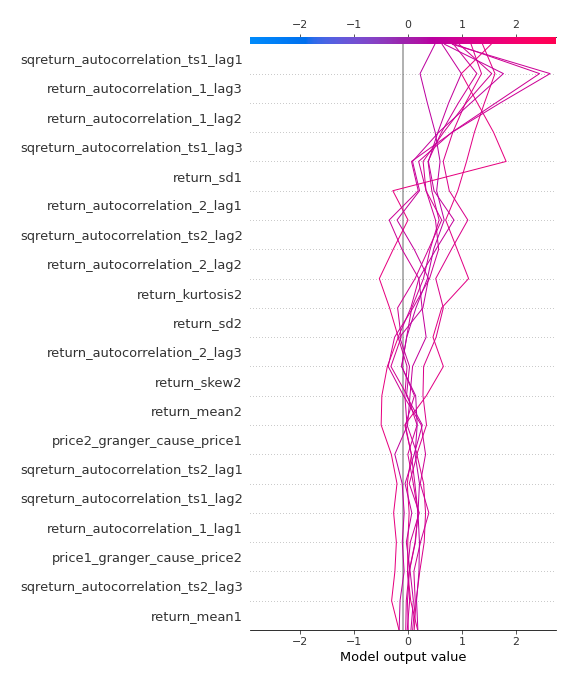 −2 −1 0 1 2
sqreturn_autocorrelation_ts1_lag1
return_autocorrelation_1_lag3
return_autocorrelation_1_lag2
sqreturn_autocorrelation_ts1_lag3
return_sd1
return_autocorrelation_2_lag1
sqreturn_autocorrelation_ts2_lag2
return_autocorrelation_2_lag2
return_kurtosis2
return_sd2
return_autocorrelation_2_lag3
return_skew2
return_mean2
price2_granger_cause_price1
sqreturn_autocorrelation_ts2_lag1
sqreturn_autocorrelation_ts1_lag2
return_autocorrelation_1_lag1
price1_granger_cause_price2
sqreturn_autocorrelation_ts2_lag3
return_mean1
−2 −1 0 1 2
Model output value